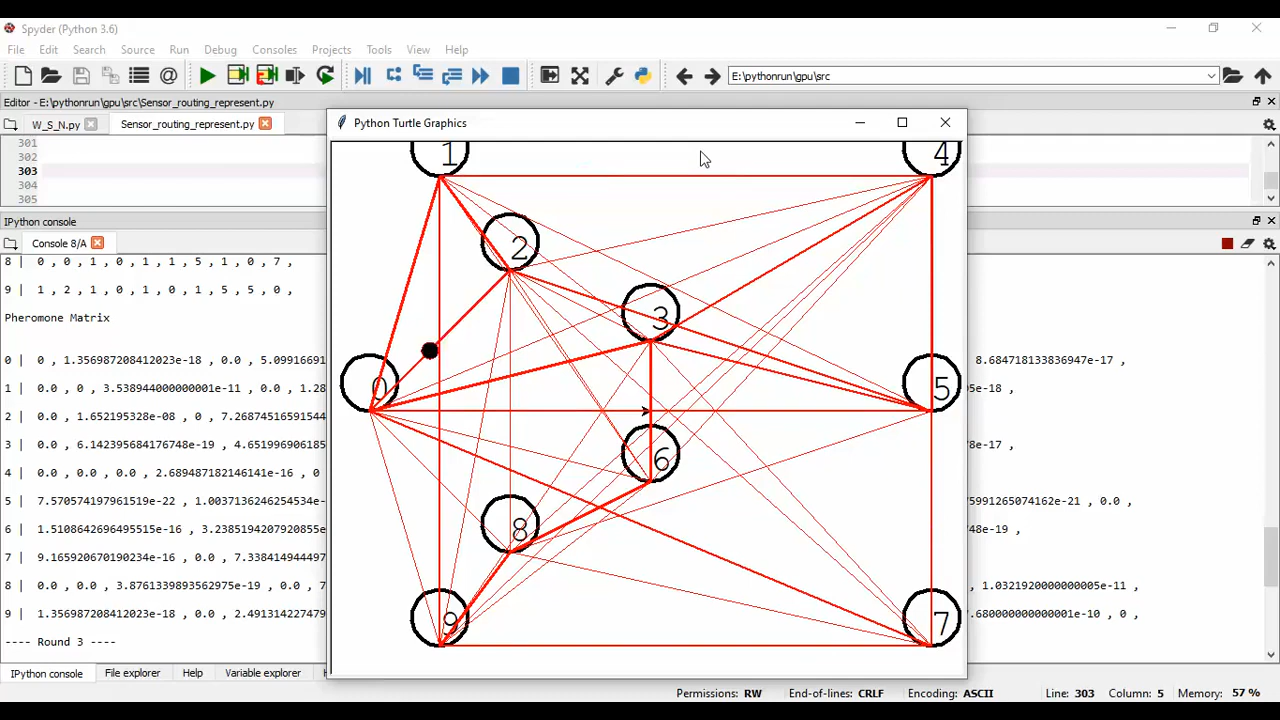 Spyder (Python 3.6)
File Edit Search Source Run Debug Consoles Projects Tools View Help
E:\pythonrun\gpu\src
Editor - E:\pythonrun\gpu\src\Sensor_routing_represent.py
W_S_N.py Sensor_routing_represent.py
301
302
303
304
305
IPython console
Console 8/A
8 | 0 , 0 , 1 , 0 , 1 , 1 , 5 , 1 , 0 , 7 ,
9 | 1 , 2 , 1 , 0 , 1 , 0 , 1 , 5 , 5 , 0 ,
Pheromone Matrix
0 | 0 , 1.356987208412023e-18 , 0.0 , 5.09916691 8.684718133836947e-17 ,
1 | 0.0 , 0 , 3.538944000000001e-11 , 0.0 , 1.28 5e-18 ,
2 | 0 , 1.65219528e-08 , 0 , 7.26874516591544
3 | 0 , 6.142395684176748e-19 , 4.651996906185 8e-17 ,
4 | 0.0 , 0.0 , 0.0 , 2.689487182146141e-16 , 0
5 | 7.570574197961519e-22 , 1.0037136246254534e- 75991265074162e-21 , 0.0 ,
6 | 1.5108642696495515e-16 , 3.2385194207920855e 48e-19 ,
7 | 9.165920670190234e-16 , 0.0 , 7.338414944497
8 | 0.0 , 0.0 , 3.8761339893562975e-19 , 0.0 , 7 1.0321920000000005e-11
9 | 1.356987208412023e-18 , 0.0 , 2.491314227479 .680000000000001e-10 , 0 ,
---- Round 3 ----
Python Turtle Graphics
1 4
2
3
0 5
6
8
9 7
IPython console File explorer Help Variable explorer
Permissions: RW End-of-lines: CRLF Encoding: ASCII Line: 303 Column: 5 Memory: 57 %